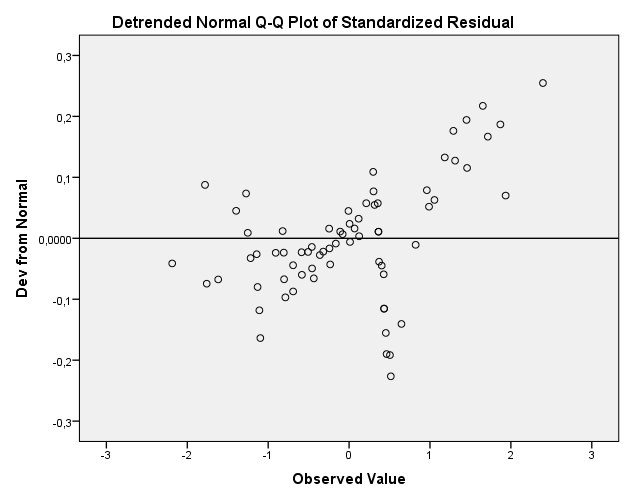 Detrended Normal Q-Q Plot of Standardized Residual
Dev from Normal
0,3
0,2
0,1
0,0000
-0,1
-0,2
-0,3
-3 -2 -1 0 1 2 3
Observed Value